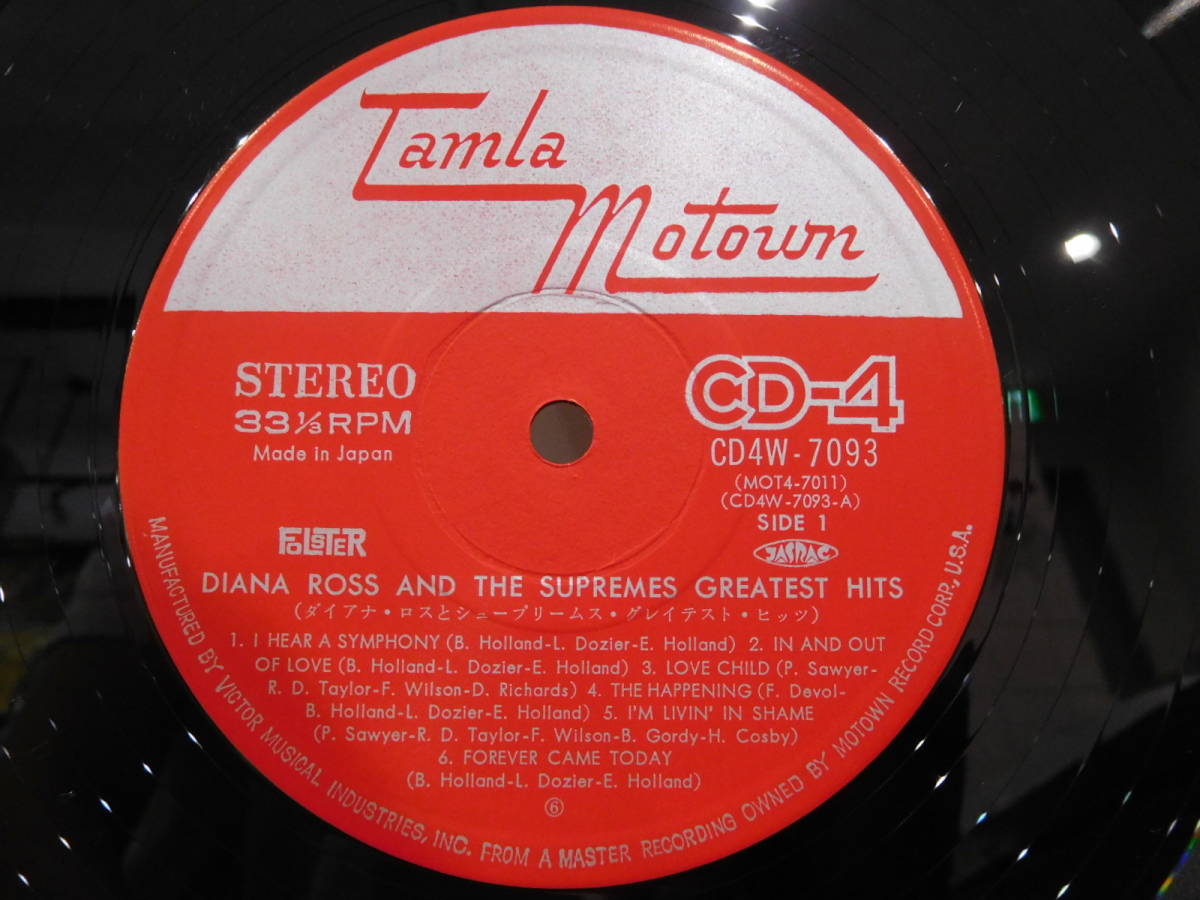 Tamla
Motown
STEREO
33 ⅓ RPM
Made in Japan
CD-4
CD4W-7093
(MOT4-7011)
(CD4W-7093-A)
SIDE 1
FOLSTER
JASRAC
DIANA ROSS AND THE SUPREMES GREATEST HITS
(ダイアナ・ロスとシュープリームス・グレイテスト・ヒッツ)
1. I HEAR A SYMPHONY (B. Holland-L. Dozier-E. Holland) 2. IN AND OUT
OF LOVE (B. Holland-L. Dozier-E. Holland) 3. LOVE CHILD (P. Sawyer-
R. D. Taylor-F. Wilson-D. Richards) 4. THE HAPPENING (F. Devol-
B. Holland-L. Dozier-E. Holland) 5. I'M LIVIN' IN SHAME
(P. Sawyer-R. D. Taylor-F. Wilson-B. Gordy-H. Cosby)
6. FOREVER CAME TODAY
(B. Holland-L. Dozier-E. Holland)
⑥
MANUFACTURED BY VICTOR MUSICAL INDUSTRIES, INC. FROM A MASTER RECORDING OWNED BY MOTOWN RECORD CORP., U.S.A.